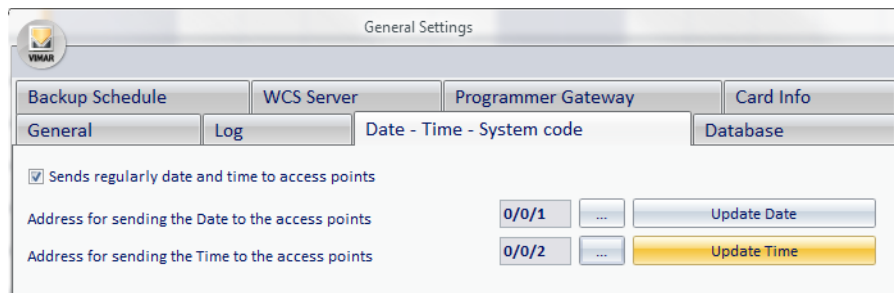 General Settings
VIMAR
Backup Schedule WCS Server Programmer Gateway Card Info
General Log Date - Time - System code Database
Sends regularly date and time to access points
Address for sending the Date to the access points 0/0/1 ... Update Date
Address for sending the Time to the access points 0/0/2 ... Update Time